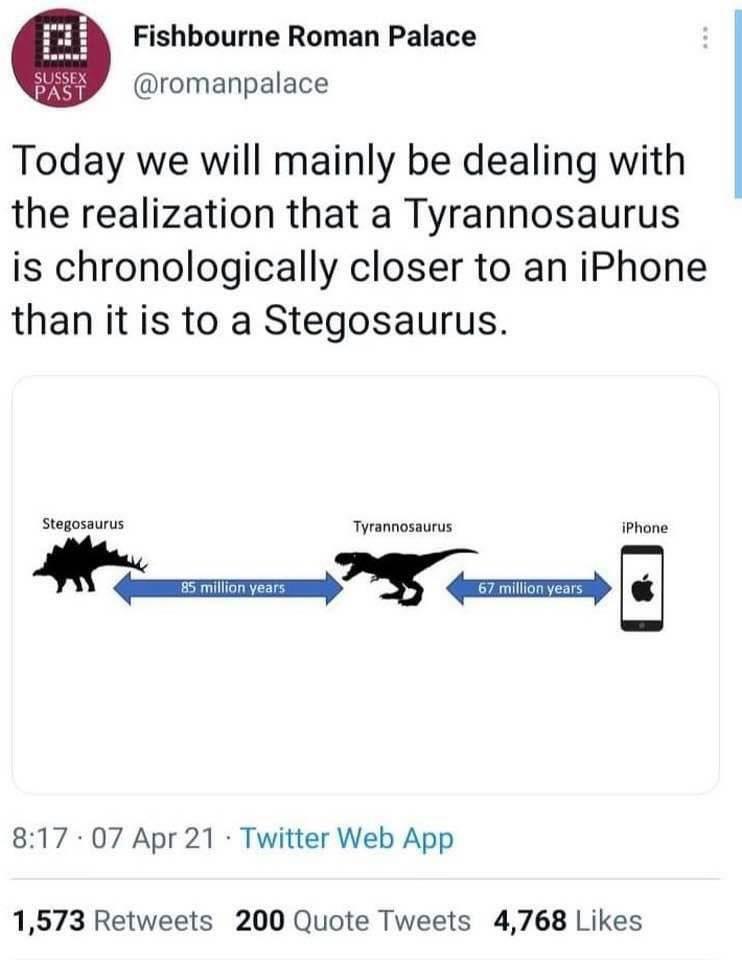 Fishbourne Roman Palace
SUSSEX
PAST
@romanpalace
Today we will mainly be dealing with
the realization that a Tyrannosaurus
is chronologically closer to an iPhone
than it is to a Stegosaurus.
Stegosaurus
Tyrannosaurus
iPhone
85 million years
67 million years
8:17 · 07 Apr 21 · Twitter Web App
1,573 Retweets 200 Quote Tweets 4,768 Likes